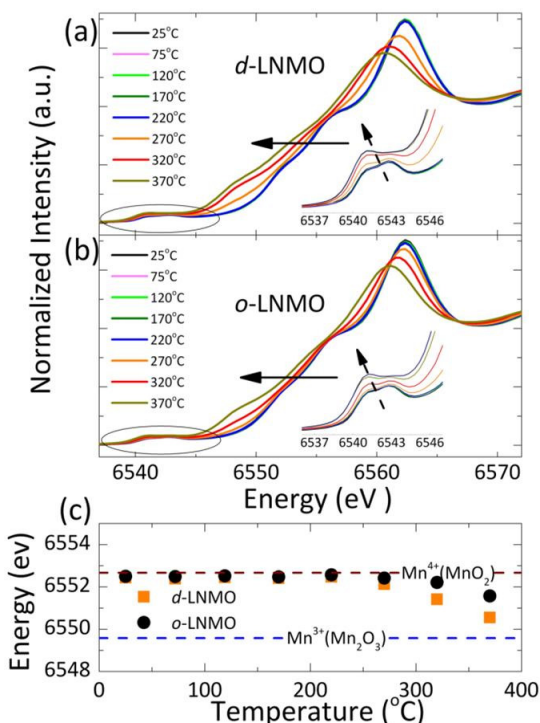 (a)
25°C
75°C
120°C
170°C
220°C
270°C
320°C
370°C
d-LNMO
6537 6540 6543 6546
(b)
25°C
75°C
120°C
170°C
220°C
270°C
320°C
370°C
o-LNMO
6537 6540 6543 6546
Normalized Intensity (a.u.)
6540 6550 6560 6570
Energy (eV )
(c)
6554
6552
6550
6548
Energy (ev)
Mn4+(MnO2)
d-LNMO
o-LNMO
Mn3+(Mn2O3)
0 100 200 300 400
Temperature (°C)